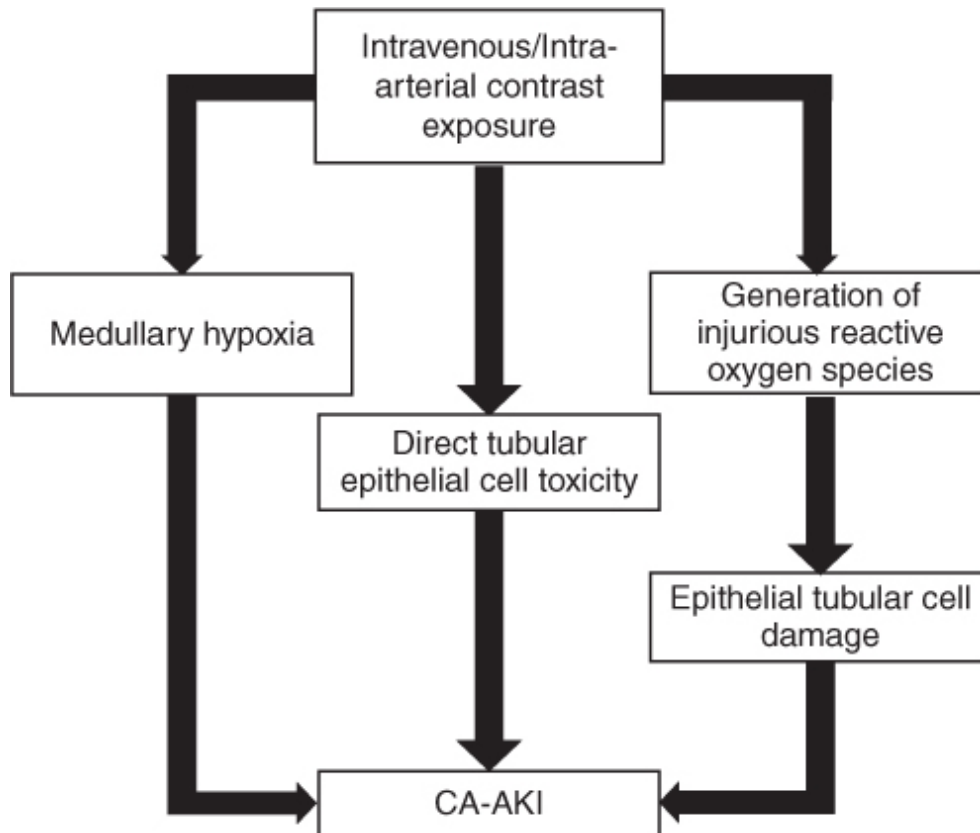 Intravenous/Intra-
arterial contrast
exposure
Medullary hypoxia
Generation of
injurious reactive
oxygen species
Direct tubular
epithelial cell toxicity
Epithelial tubular cell
damage
CA-AKI